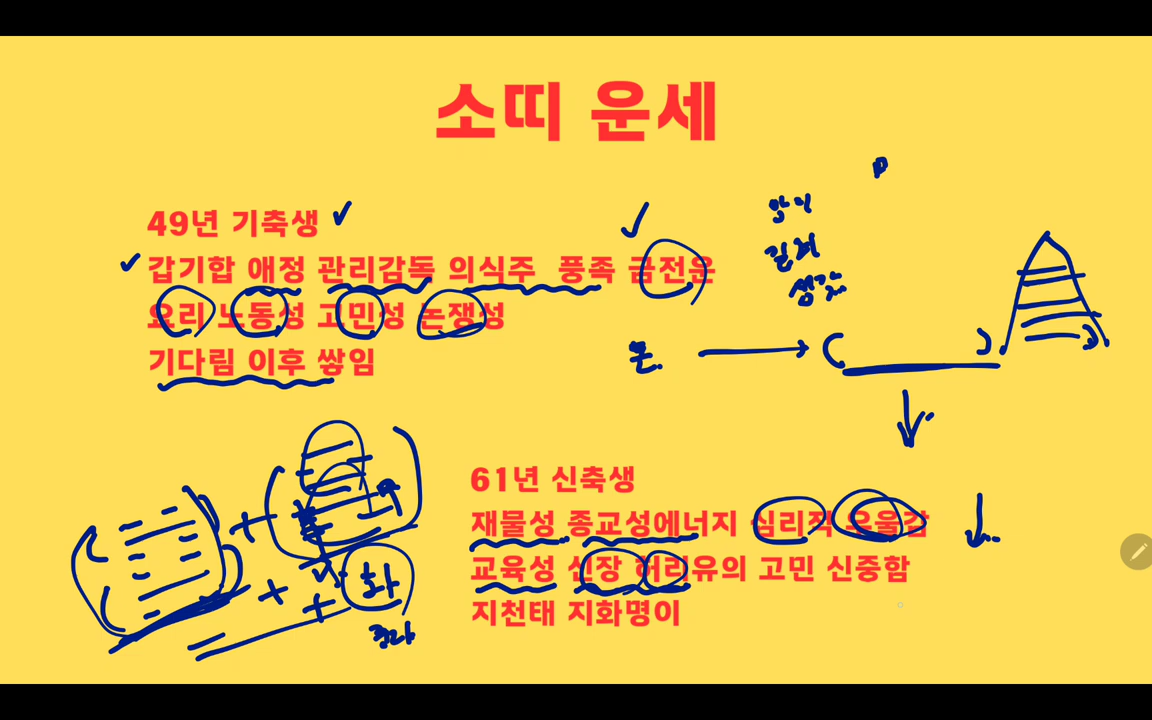 소띠 운세
49년 기축생
갑기합 애정 관리감독 의식주 풍족 금전운
요리 노동성 고민성 논쟁성
기다림 이후 쌓임
61년 신축생
재물성 종교성에너지 심리적 우울감
교육성 신장 허리유의 고민 신중함
지천태 지화명이